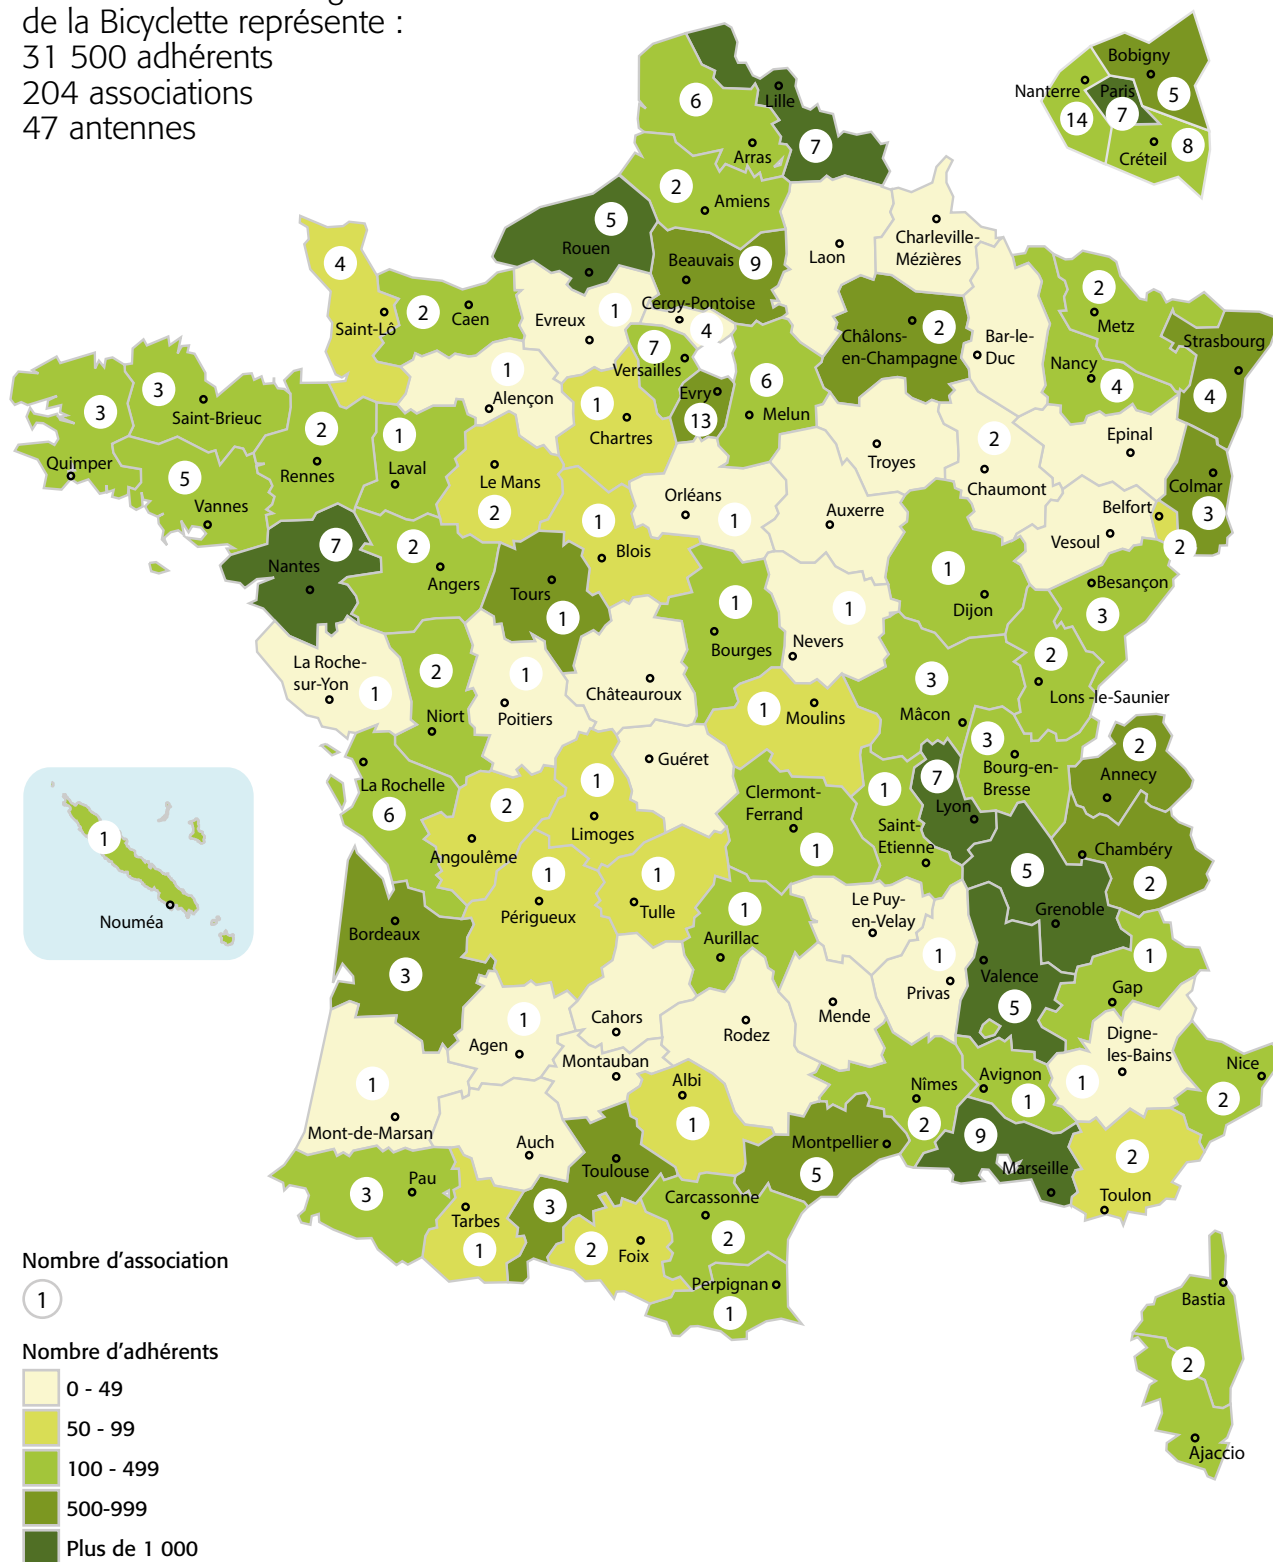 de la Bicyclette représente :
31 500 adhérents
204 associations
47 antennes
Bobigny
5
Nanterre
Paris
14
7
Créteil
8
Lille
6
7
Arras
2
Amiens
5
Rouen
Beauvais
9
Laon
Charleville-
Mézières
4
Saint-Lô
2
Caen
Evreux
1
Cergy-Pontoise
4
7
Versailles
Evry
13
6
Melun
Châlons-
en-Champagne
2
Bar-le-
Duc
2
Metz
Nancy
4
Strasbourg
4
3
Quimper
3
Saint-Brieuc
2
Rennes
5
Vannes
1
Laval
1
Alençon
1
Chartres
Le Mans
2
Orléans
1
Troyes
2
Chaumont
Epinal
Colmar
3
Belfort
2
Vesoul
Auxerre
1
Blois
7
Nantes
2
Angers
Tours
1
1
Bourges
1
Nevers
1
Dijon
Besançon
3
2
Lons -le-Saunier
La Roche-
sur-Yon
1
2
Niort
1
Poitiers
Châteauroux
1
Moulins
3
Mâcon
3
Bourg-en-
Bresse
2
Annecy
La Rochelle
6
1
Limoges
Guéret
2
Angoulême
Clermont-
Ferrand
1
1
Saint-
Etienne
7
Lyon
Chambéry
2
5
Grenoble
1
Nouméa
1
Périgueux
1
Tulle
1
Aurillac
Le Puy-
en-Velay
1
Privas
Valence
5
1
Gap
Bordeaux
3
1
Agen
Cahors
Rodez
Mende
Digne-
les-Bains
1
Montauban
Albi
1
Nîmes
2
Avignon
1
Nice
2
1
Mont-de-Marsan
Auch
Toulouse
3
Montpellier
5
9
Marseille
2
Toulon
3
Pau
Tarbes
1
2
Foix
Carcassonne
2
Perpignan
1
Bastia
2
Ajaccio
Nombre d'association
1
Nombre d'adhérents
0 - 49
50 - 99
100 - 499
500-999
Plus de 1 000